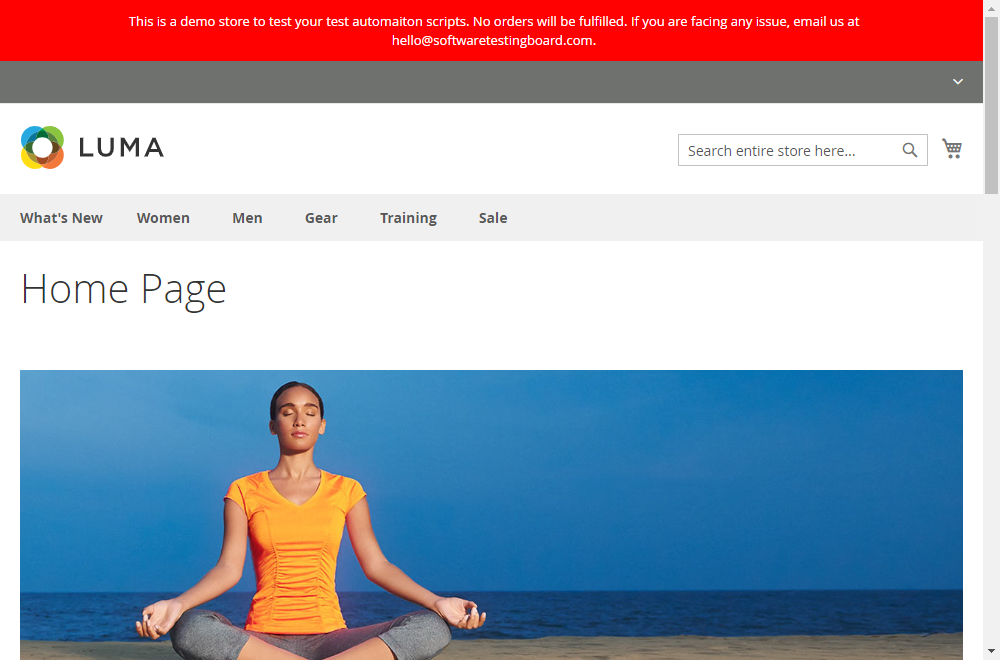 This is a demo store to test your test automaiton scripts. No orders will be fulfilled. If you are facing any issue, email us at
hello@softwaretestingboard.com.
LUMA
Search entire store here...
What's New Women Men Gear Training Sale
Home Page